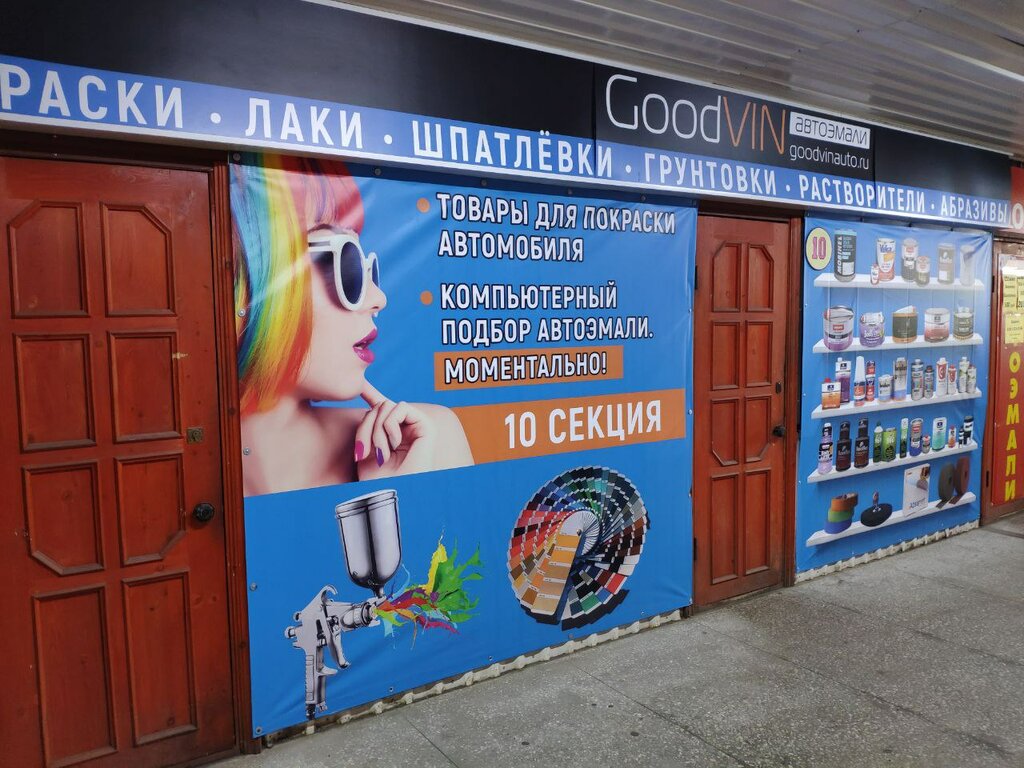 GoodVIN
автоэмали
goodvinauto.ru
РАСКИ · ЛАКИ · ШПАТЛЁВКИ · ГРУНТОВКИ · РАСТВОРИТЕЛИ · АБРАЗИВЫ
ТОВАРЫ ДЛЯ ПОКРАСКИ
АВТОМОБИЛЯ
КОМПЬЮТЕРНЫЙ
ПОДБОР АВТОЭМАЛИ.
МОМЕНТАЛЬНО!
10 СЕКЦИЯ
10
ОЭМАЛИ